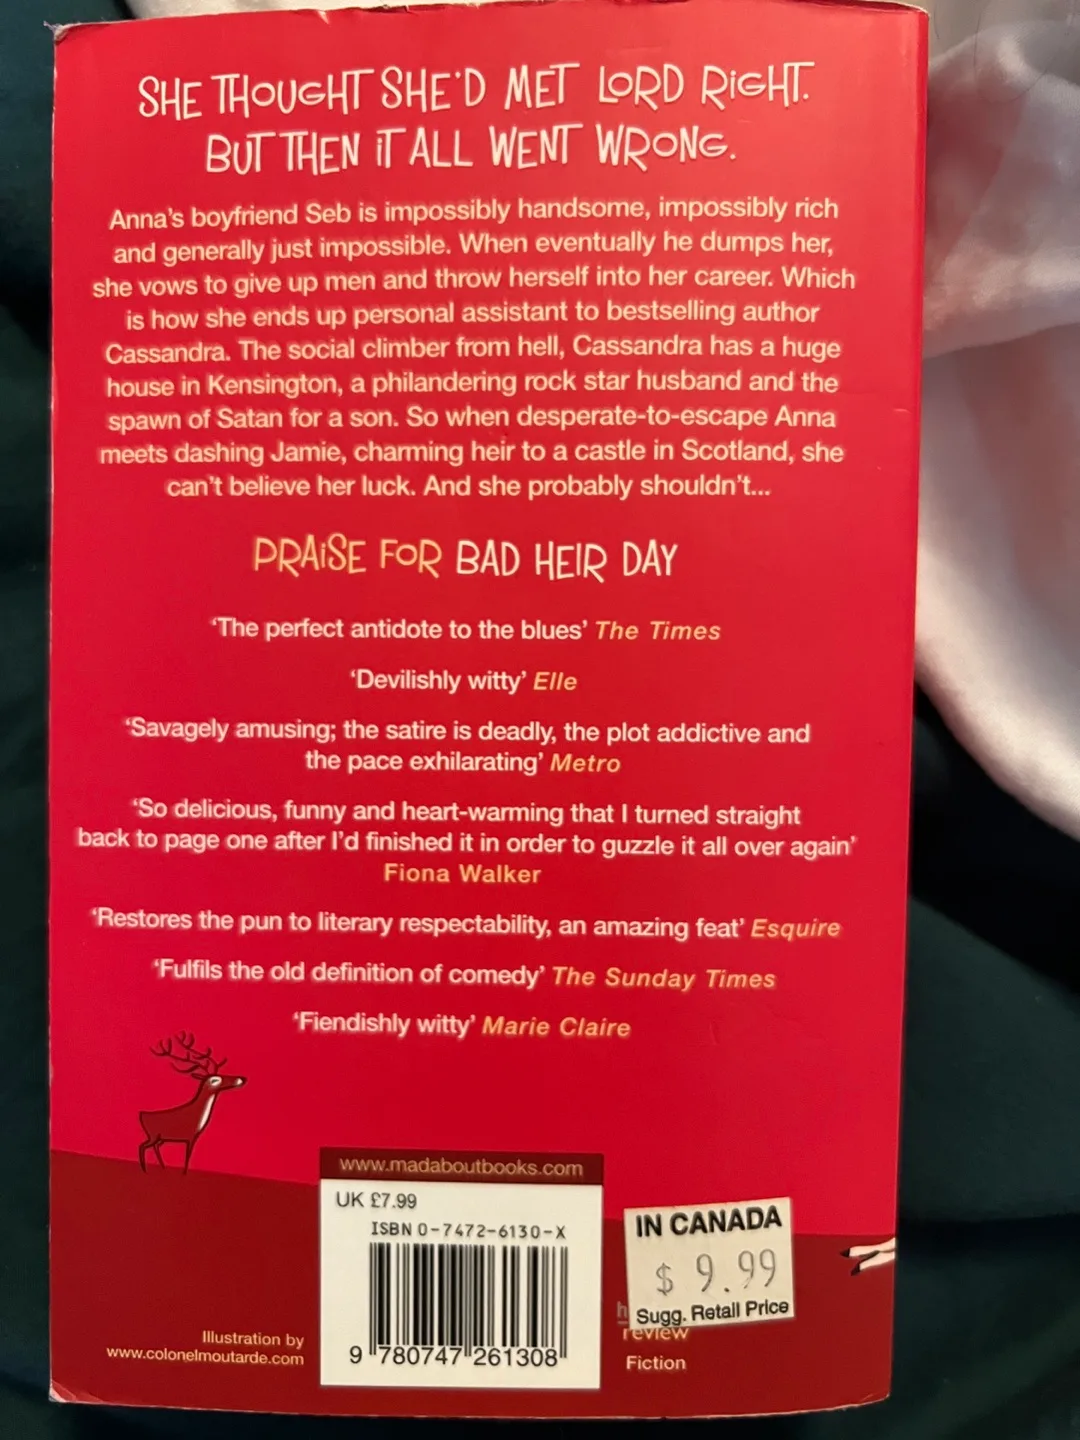 SHE THOUGHT SHE'D MET LORD RIGHT.
BUT THEN iT ALL WENT WRONG.
Anna's boyfriend Seb is impossibly handsome, impossibly rich
and generally just impossible. When eventually he dumps her,
she vows to give up men and throw herself into her career. Which
is how she ends up personal assistant to bestselling author
Cassandra. The social climber from hell, Cassandra has a huge
house in Kensington, a philandering rock star husband and the
spawn of Satan for a son. So when desperate-to-escape Anna
meets dashing Jamie, charming heir to a castle in Scotland, she
can't believe her luck. And she probably shouldn't...
PRAiSE FOR BAD HEIR DAY
'The perfect antidote to the blues' The Times
'Devilishly witty' Elle
'Savagely amusing; the satire is deadly, the plot addictive and
the pace exhilarating' Metro
'So delicious, funny and heart-warming that I turned straight
back to page one after I'd finished it in order to guzzle it all over again'
Fiona Walker
'Restores the pun to literary respectability, an amazing feat' Esquire
'Fulfils the old definition of comedy' The Sunday Times
'Fiendishly witty' Marie Claire
www.madaboutbooks.com
UK £7.99
ISBN 0-7472-6130-X
9 780747 261308
IN CANADA
$ 9.99
Sugg. Retail Price
review
Fiction
Illustration by
www.colonelmoutarde.com